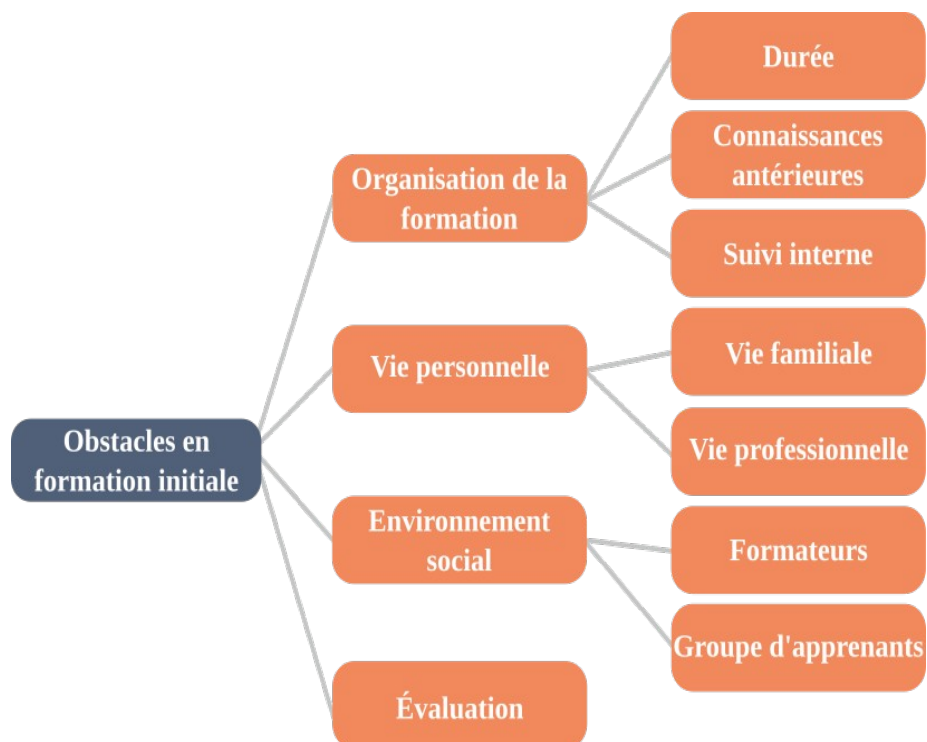 Obstacles en
formation initiale
Organisation de la
formation
Durée
Connaissances
antérieures
Suivi interne
Vie personnelle
Vie familiale
Vie professionnelle
Environnement
social
Formateurs
Groupe d'apprenants
Évaluation